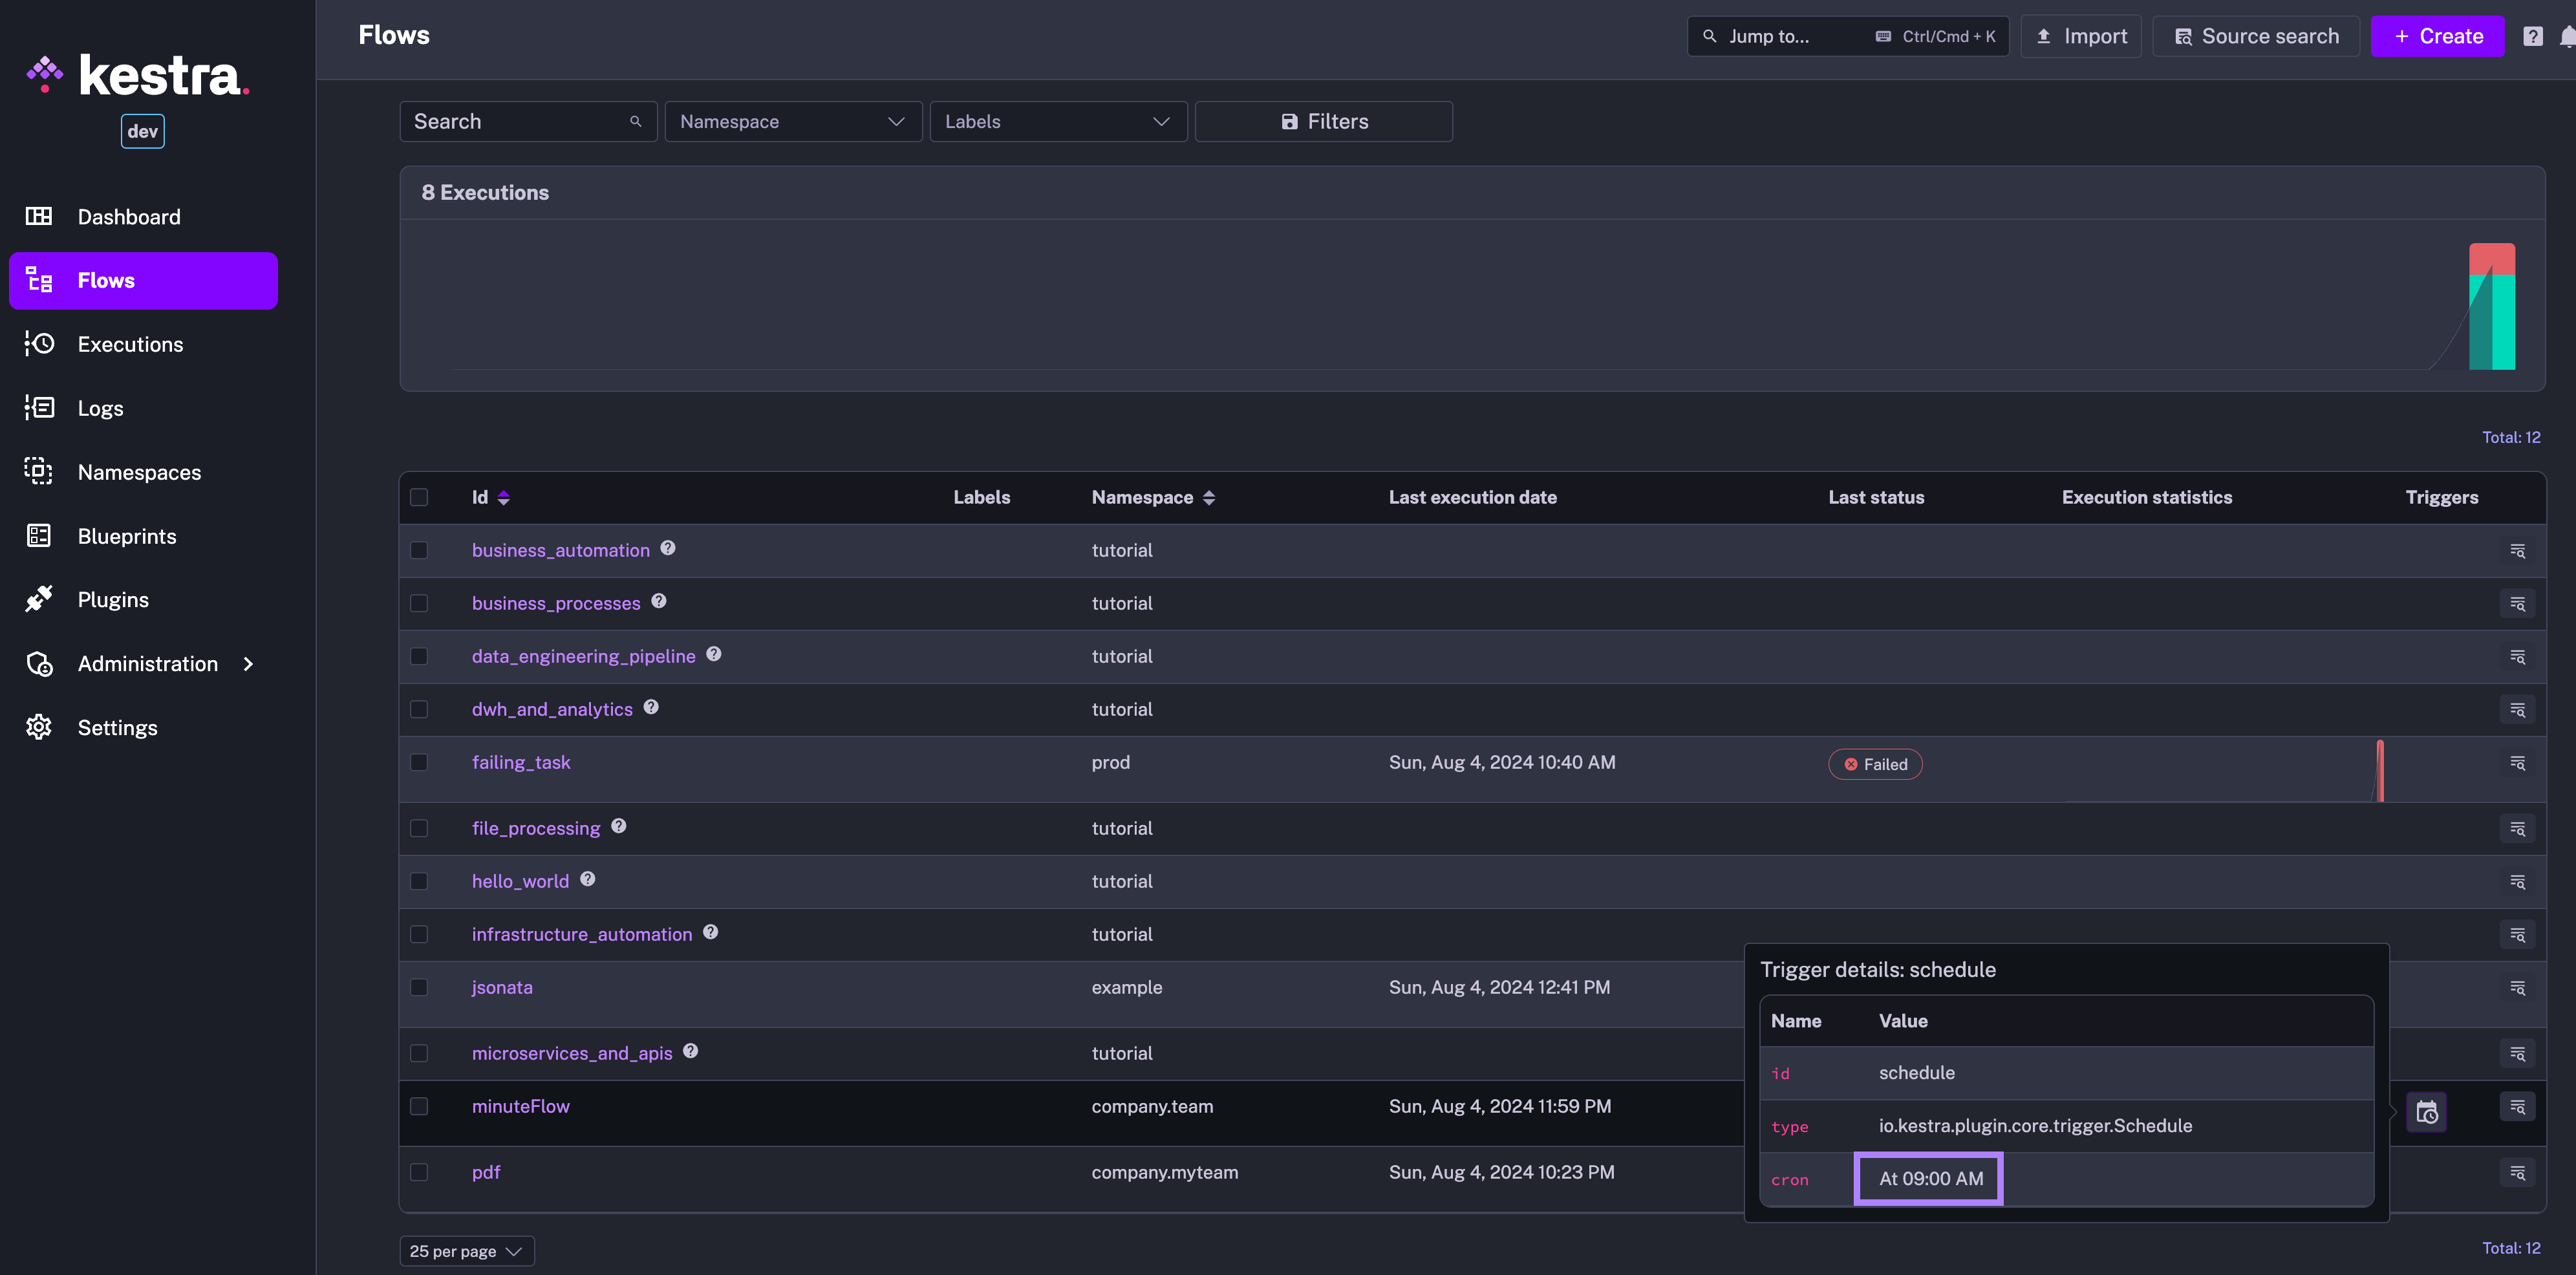 kestra.
dev
Dashboard
Flows
Executions
Logs
Namespaces
Blueprints
Plugins
Administration
Settings
Flows
Jump to... Ctrl/Cmd + K
Import
Source search
+ Create
Search
Namespace
Labels
Filters
8 Executions
Total: 12
Id Labels Namespace Last execution date Last status Execution statistics Triggers
business_automation tutorial
business_processes tutorial
data_engineering_pipeline tutorial
dwh_and_analytics tutorial
failing_task prod Sun, Aug 4, 2024 10:40 AM Failed
file_processing tutorial
hello_world tutorial
infrastructure_automation tutorial
jsonata example Sun, Aug 4, 2024 12:41 PM
microservices_and_apis tutorial
minuteFlow company.team Sun, Aug 4, 2024 11:59 PM
pdf company.myteam Sun, Aug 4, 2024 10:23 PM
Trigger details: schedule
Name Value
id schedule
type io.kestra.plugin.core.trigger.Schedule
cron At 09:00 AM
25 per page
Total: 12